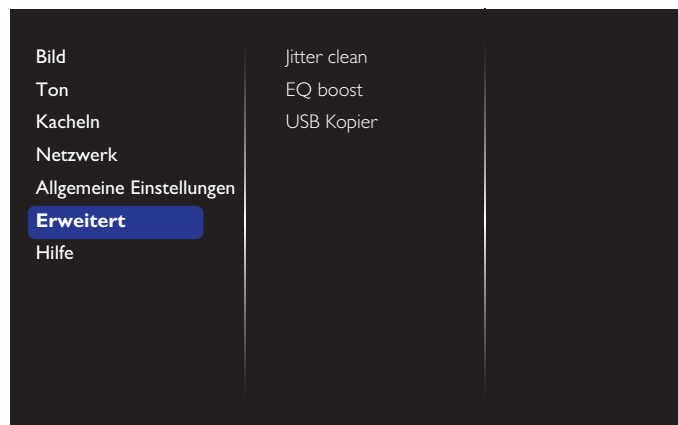 Bild
Ton
Kacheln
Netzwerk
Allgemeine Einstellungen
Erweitert
Hilfe
Jitter clean
EQ boost
USB Kopier